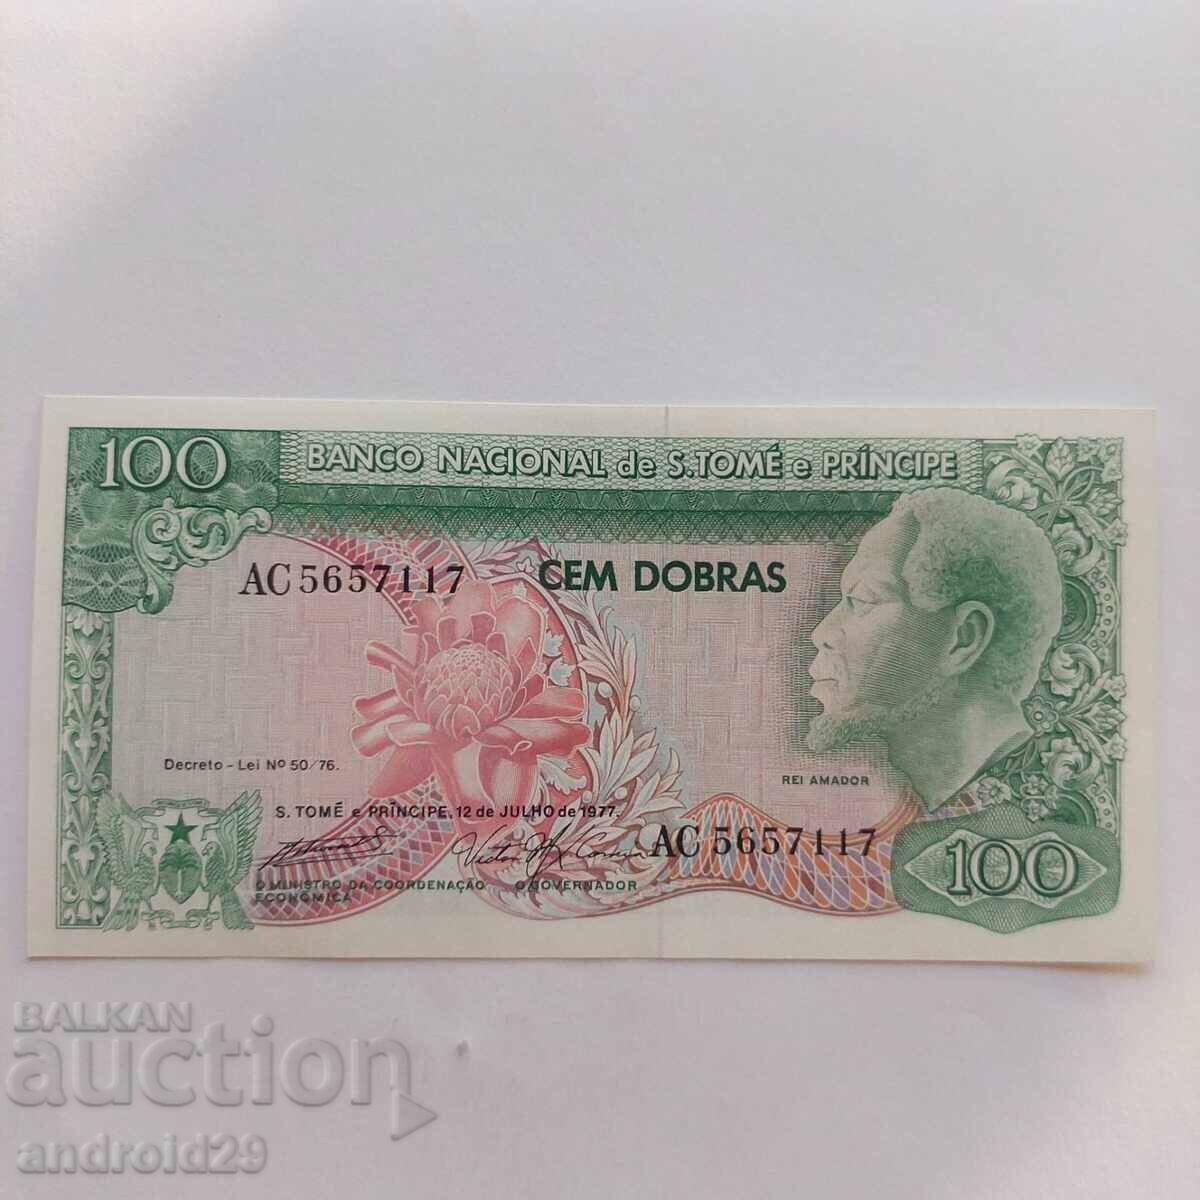 100
BANCO NACIONAL de S.TOMÉ e PRÍNCIPE
AC 5657117
CEM DOBRAS
Decreto - Lei Nº 50/76.
REI AMADOR
S. TOMÉ e PRÍNCIPE, 12 de JULHO de 1977.
AC 5657117
100
O MINISTRO DA COORDENAÇÃO
ECONÓMICA
O GOVERNADOR
BALKAN
auction
android29